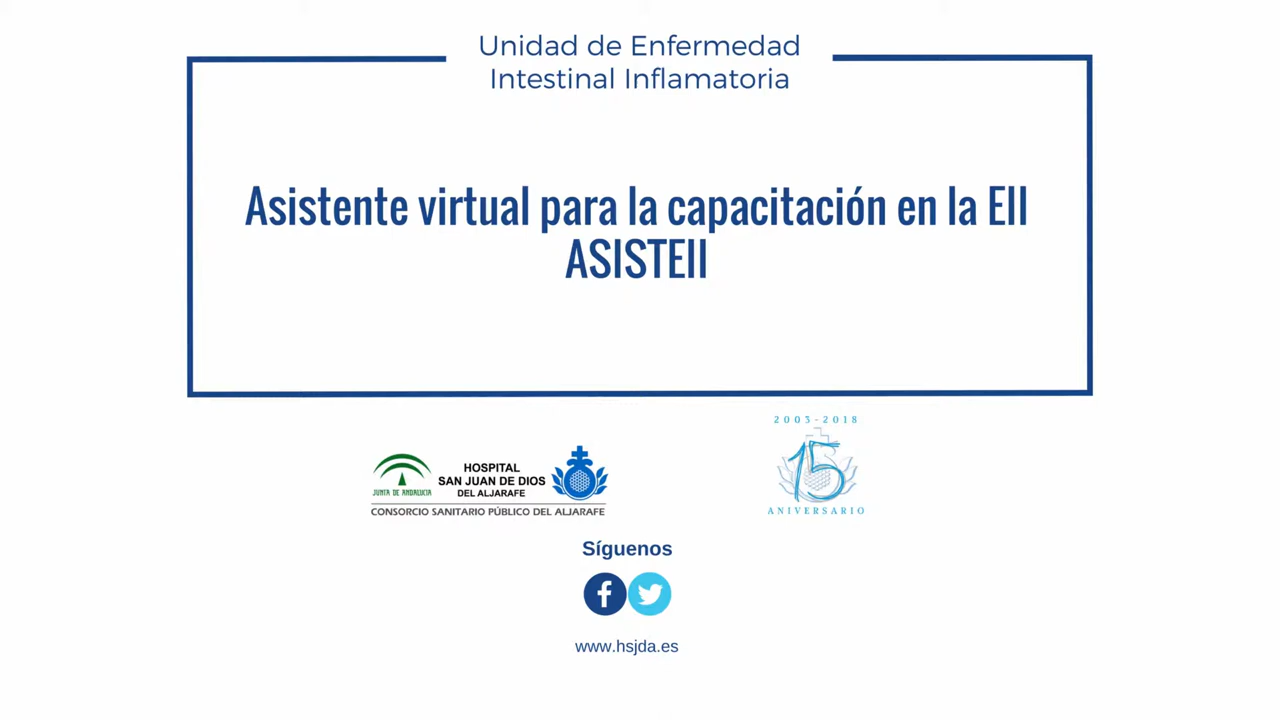 Unidad de Enfermedad
Intestinal Inflamatoria
Asistente virtual para la capacitación en la EII
ASISTEII
2003-2018
15
ANIVERSARIO
JUNTA DE ANDALUCIA
HOSPITAL
SAN JUAN DE DIOS
DEL ALJARAFE
CONSORCIO SANITARIO PÚBLICO DEL ALJARAFE
Síguenos
www.hsjda.es